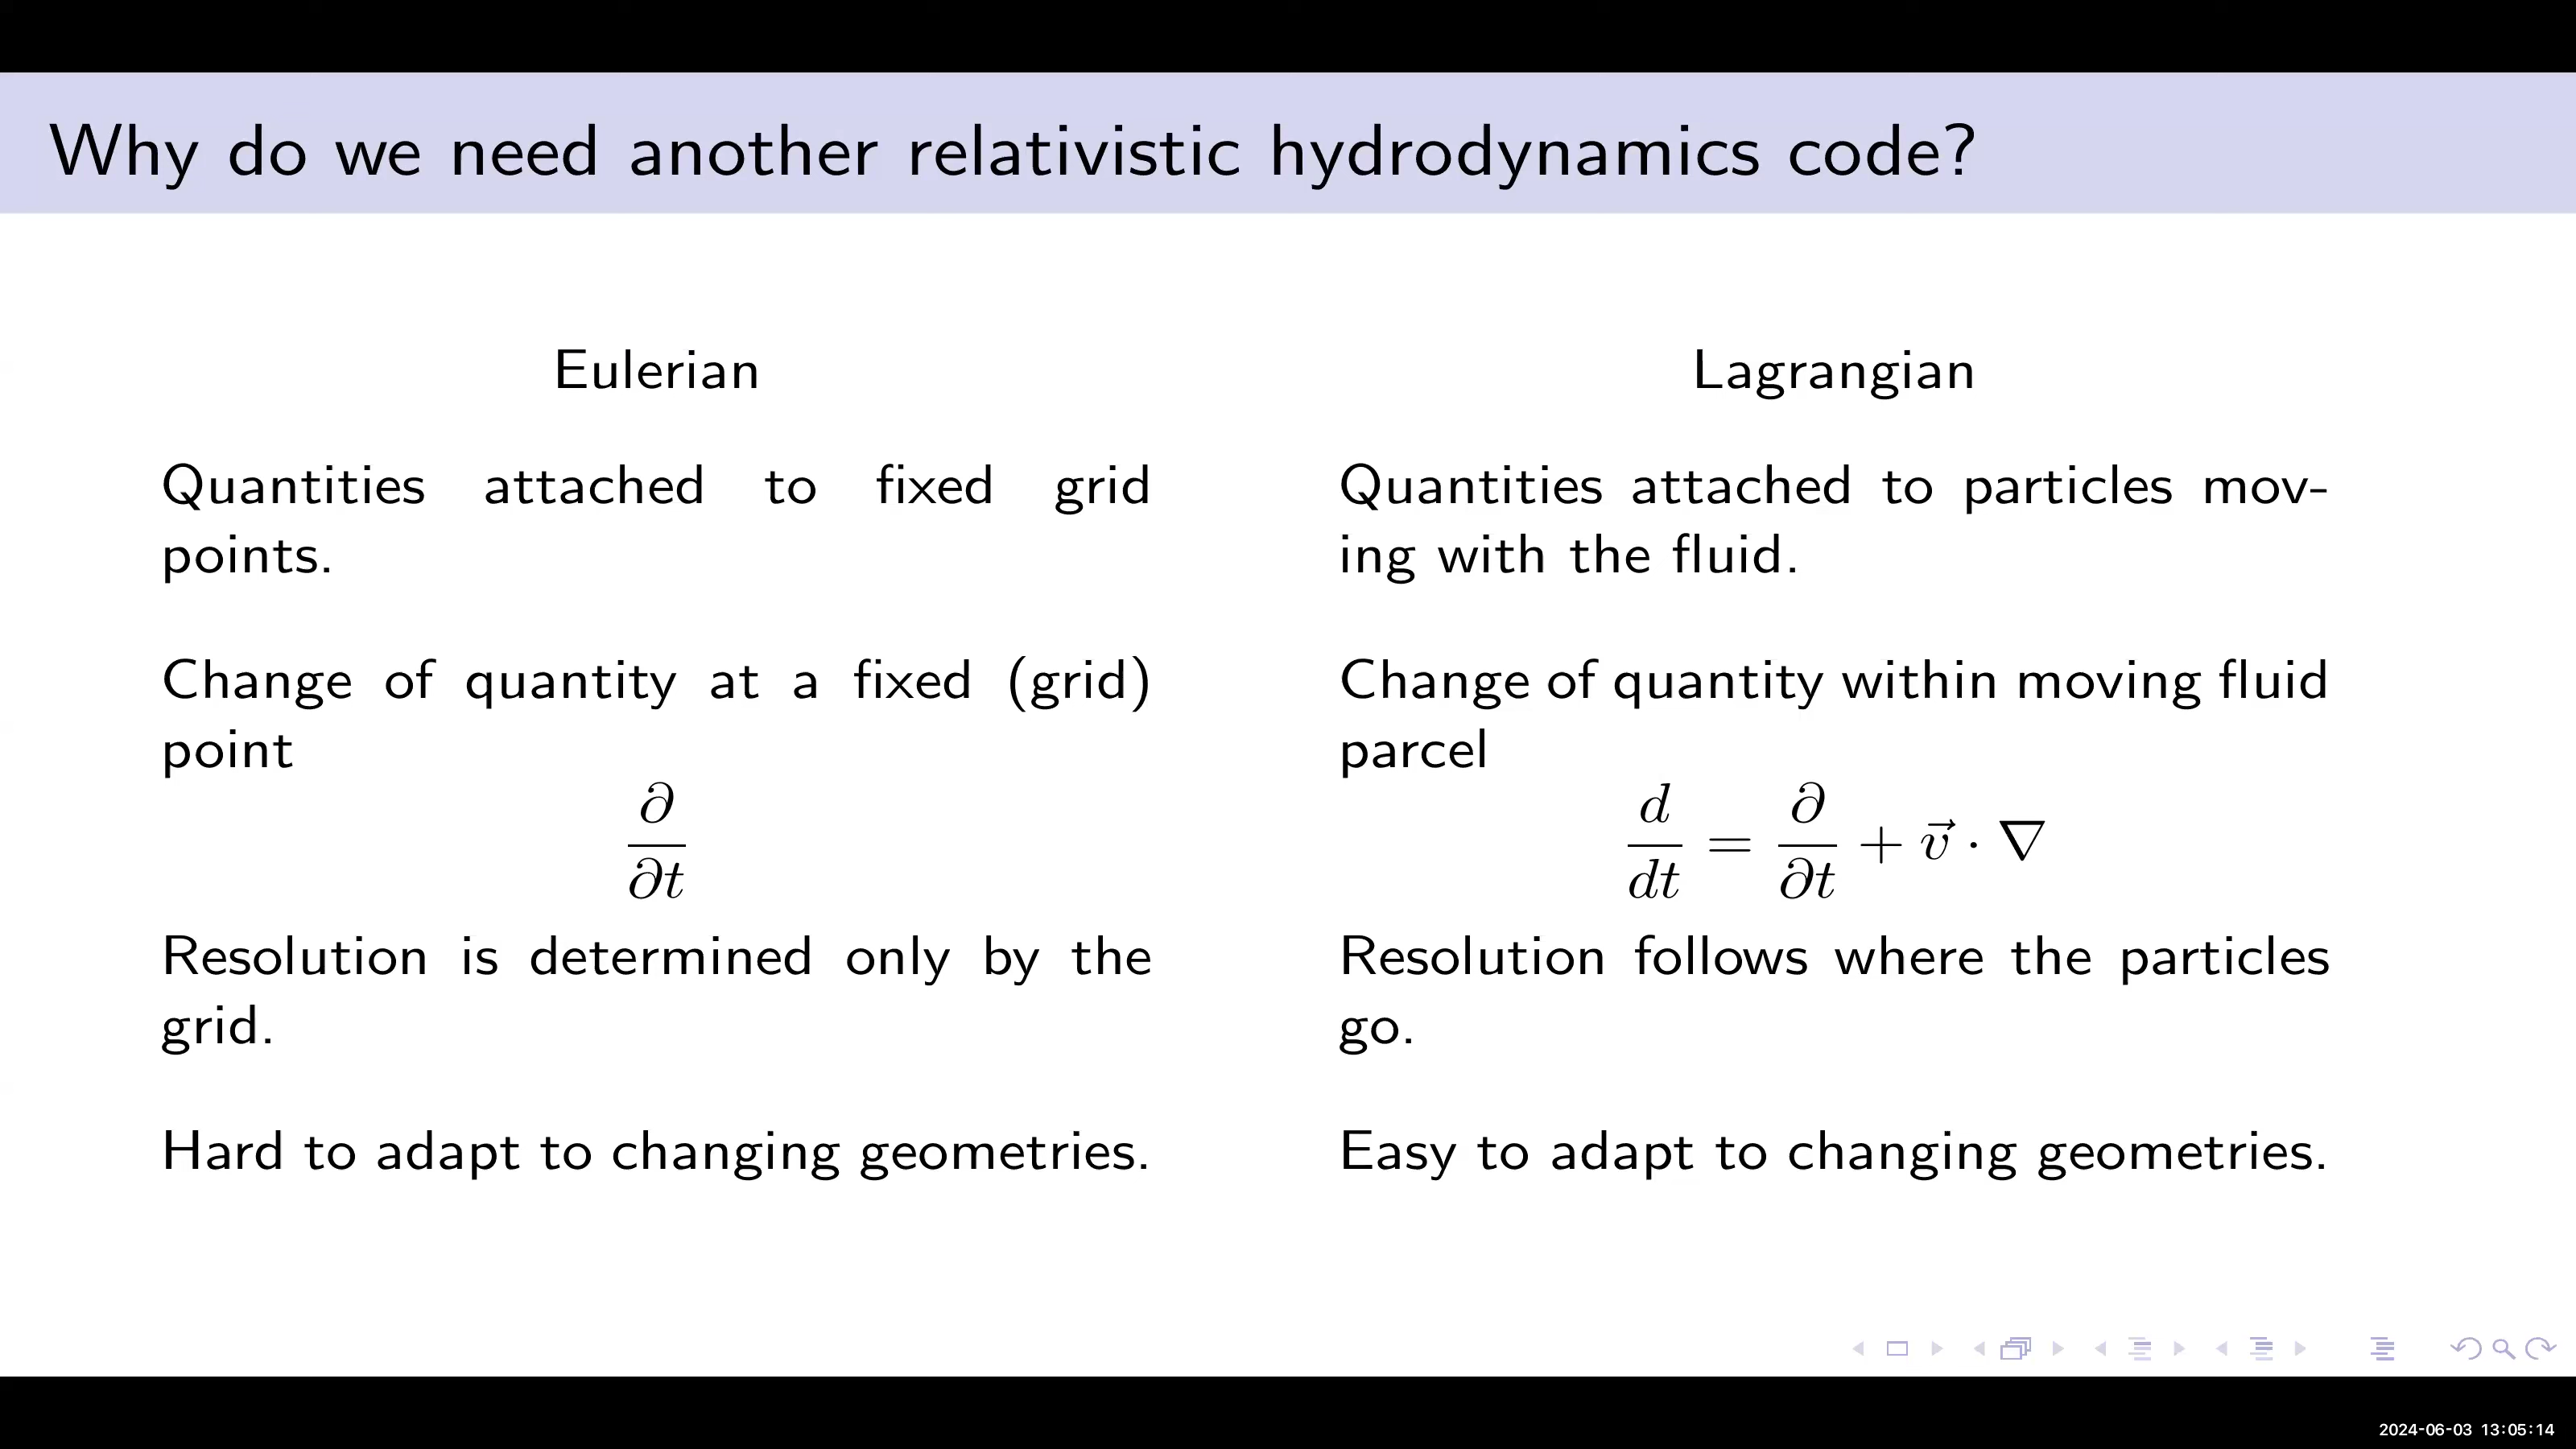 Why do we need another relativistic hydrodynamics code?
Eulerian
Quantities attached to fixed grid
points.
Change of quantity at a fixed (grid)
point
∂/∂t
Resolution is determined only by the
grid.
Hard to adapt to changing geometries.
Lagrangian
Quantities attached to particles mov-
ing with the fluid.
Change of quantity within moving fluid
parcel
d/dt = ∂/∂t + v⃗ · ∇
Resolution follows where the particles
go.
Easy to adapt to changing geometries.
2024-06-03 13:05:14